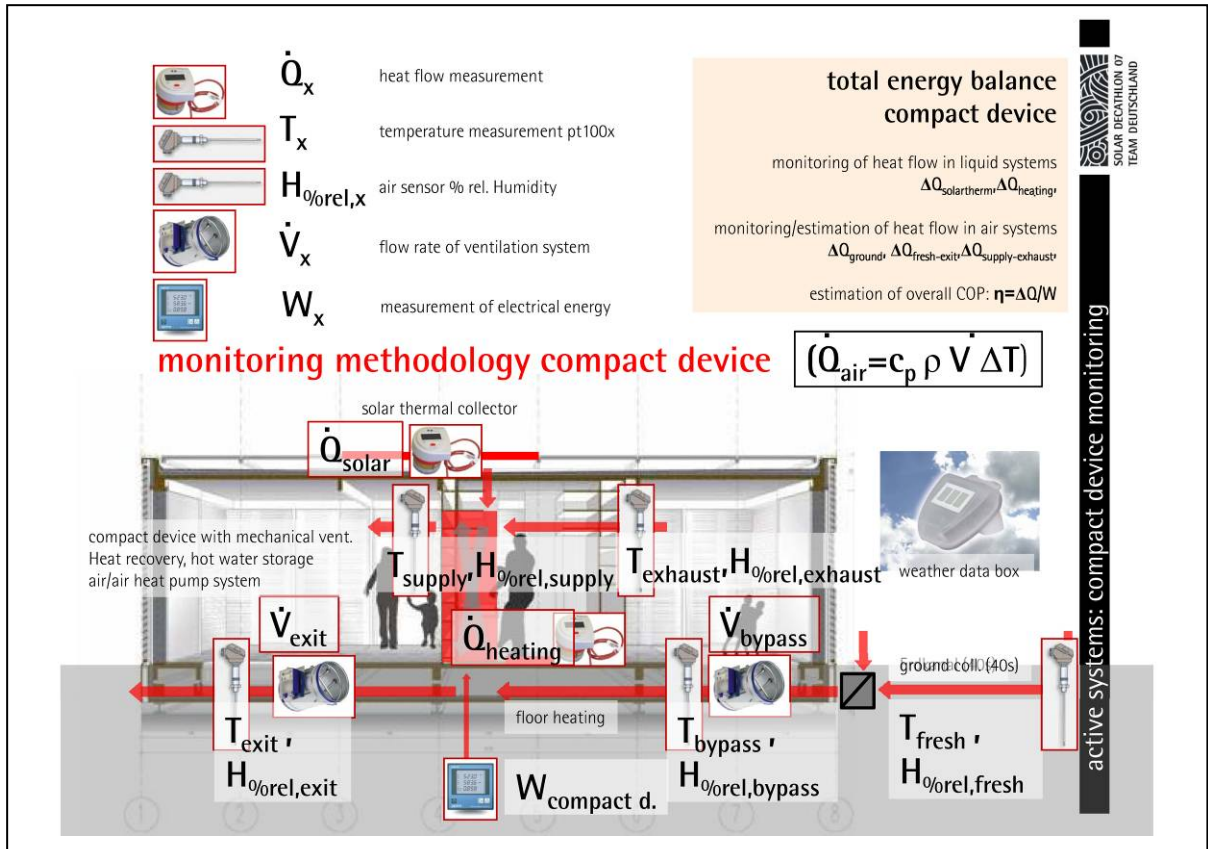 Q̇x heat flow measurement
Tx temperature measurement pt100x
H%rel,x air sensor % rel. Humidity
V̇x flow rate of ventilation system
Wx measurement of electrical energy
total energy balance
compact device
monitoring of heat flow in liquid systems
ΔQsolartherm,ΔQheating,
monitoring/estimation of heat flow in air systems
ΔQground, ΔQfresh-exit,ΔQsupply-exhaust,
estimation of overall COP: η=ΔQ/W
SOLAR DECATHLON 07
TEAM DEUTSCHLAND
active systems: compact device monitoring
monitoring methodology compact device
(Q̇air=cp ρ V̇ ΔT)
solar thermal collector
Q̇solar
compact device with mechanical vent.
Heat recovery, hot water storage
air/air heat pump system
Tsupply,H%rel,supply
Texhaust,H%rel,exhaust
weather data box
V̇exit
Q̇heating
V̇bypass
ground coll. (40s)
floor heating
Texit ,
H%rel,exit
Wcompact d.
Tbypass ,
H%rel,bypass
Tfresh ,
H%rel,fresh
1
2
3
7
8